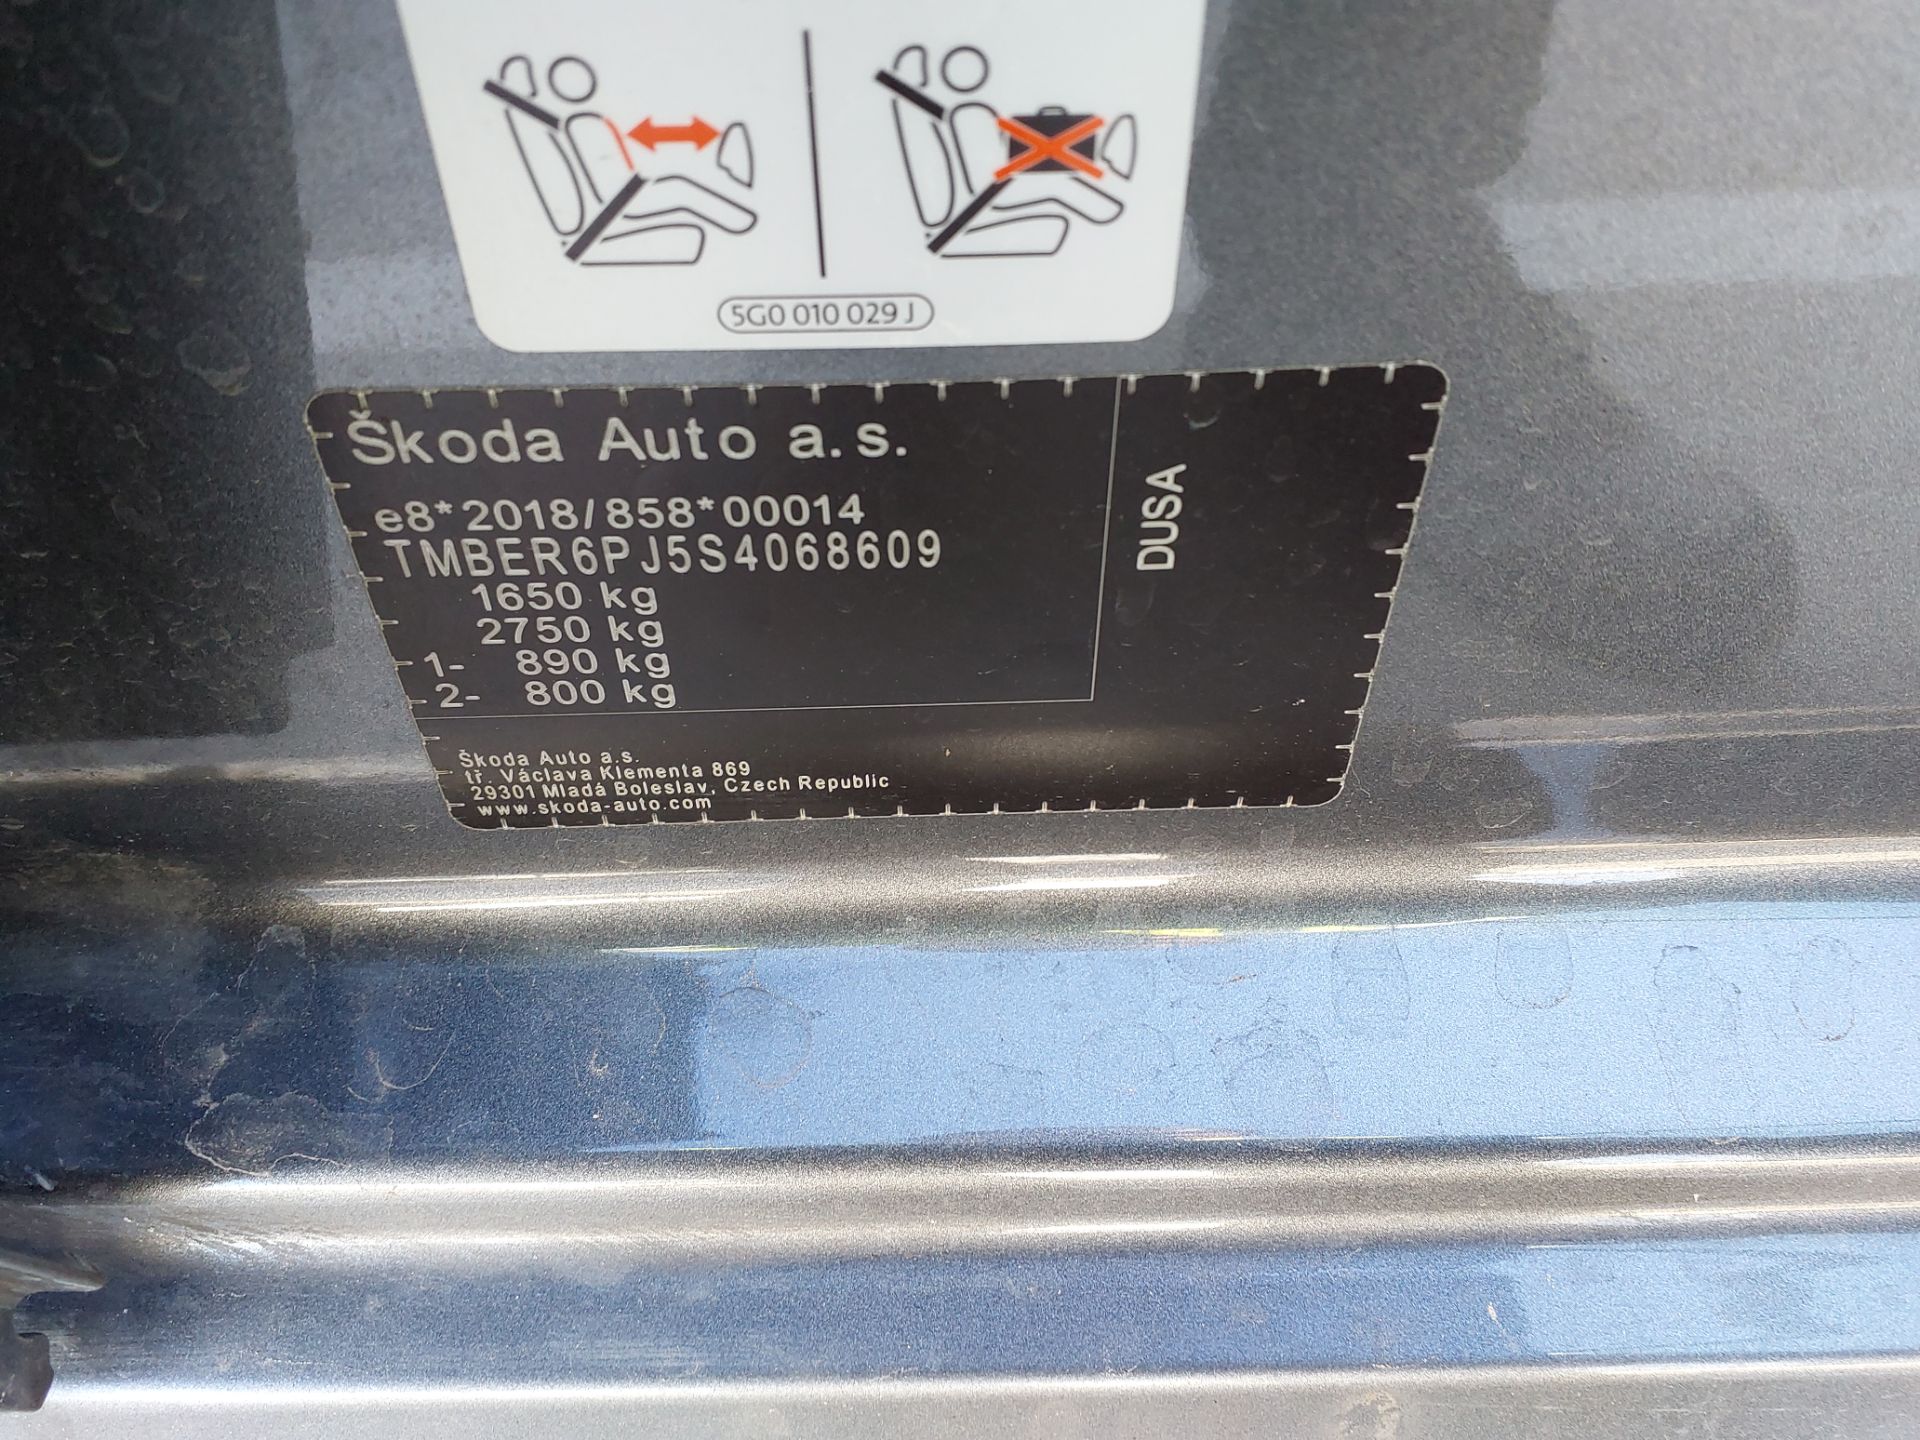 5G0 010 029 J
Škoda Auto a.s.
e8*2018/858*00014
TMBER6PJ5S4068609
1650 kg
2750 kg
1- 890 kg
2- 800 kg
DUSA
Škoda Auto a.s.
tř. Václava Klementa 869
29301 Mladá Boleslav, Czech Republic
www.skoda-auto.com